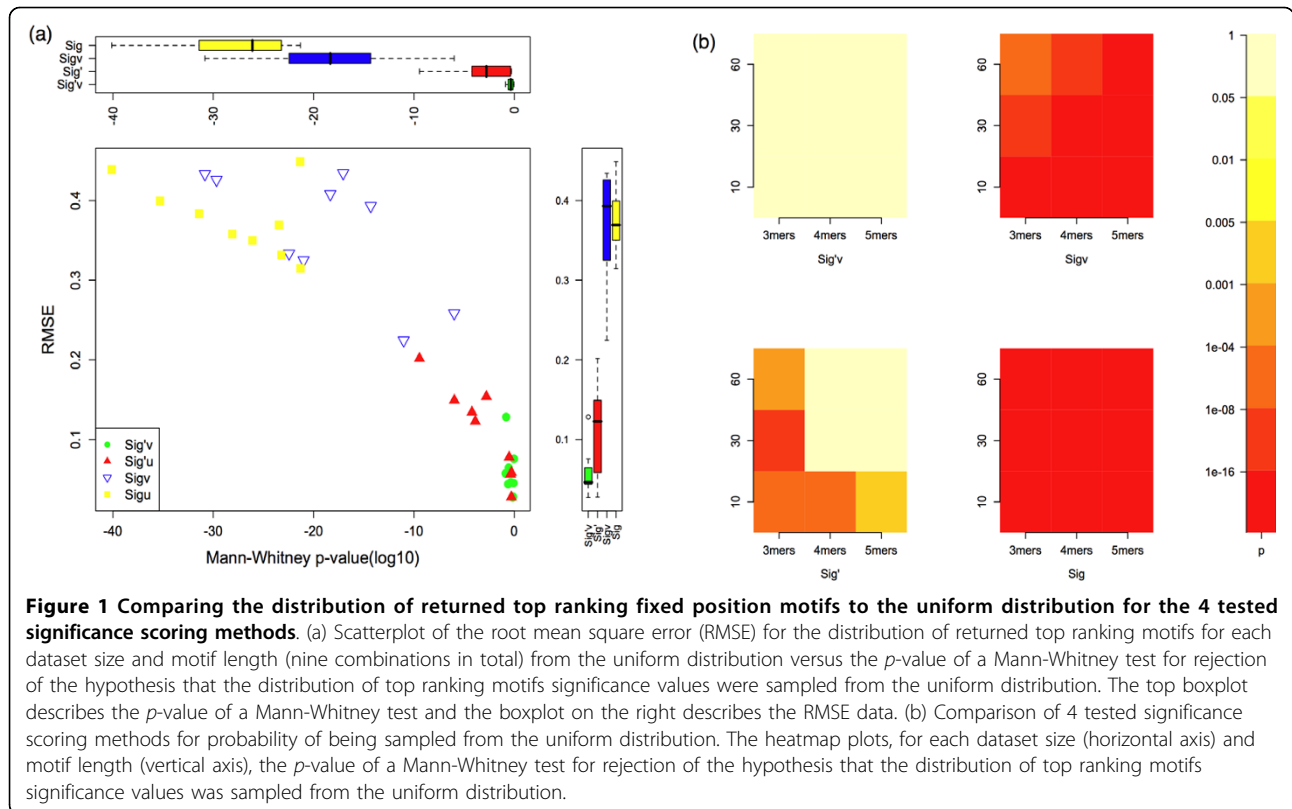 (a)
Sig
Sigv
Sig'
Sig'v
-40 -30 -20 -10 0
RMSE
0.4
0.3
0.2
0.1
Sig'v
Sig'u
Sigv
Sigu
-40 -30 -20 -10 0
Mann-Whitney p-value(log10)
0.4
0.3
0.2
0.1
Sig'v
Sig'
Sigv
Sig
(b)
60
30
10
3mers 4mers 5mers
Sig'v
60
30
10
3mers 4mers 5mers
Sigv
60
30
10
3mers 4mers 5mers
Sig'
60
30
10
3mers 4mers 5mers
Sig
1
0.05
0.01
0.005
0.001
1e-04
1e-08
1e-16
p
Figure 1 Comparing the distribution of returned top ranking fixed position motifs to the uniform distribution for the 4 tested
significance scoring methods. (a) Scatterplot of the root mean square error (RMSE) for the distribution of returned top ranking motifs for each
dataset size and motif length (nine combinations in total) from the uniform distribution versus the p-value of a Mann-Whitney test for rejection
of the hypothesis that the distribution of top ranking motifs significance values were sampled from the uniform distribution. The top boxplot
describes the p-value of a Mann-Whitney test and the boxplot on the right describes the RMSE data. (b) Comparison of 4 tested significance
scoring methods for probability of being sampled from the uniform distribution. The heatmap plots, for each dataset size (horizontal axis) and
motif length (vertical axis), the p-value of a Mann-Whitney test for rejection of the hypothesis that the distribution of top ranking motifs
significance values was sampled from the uniform distribution.